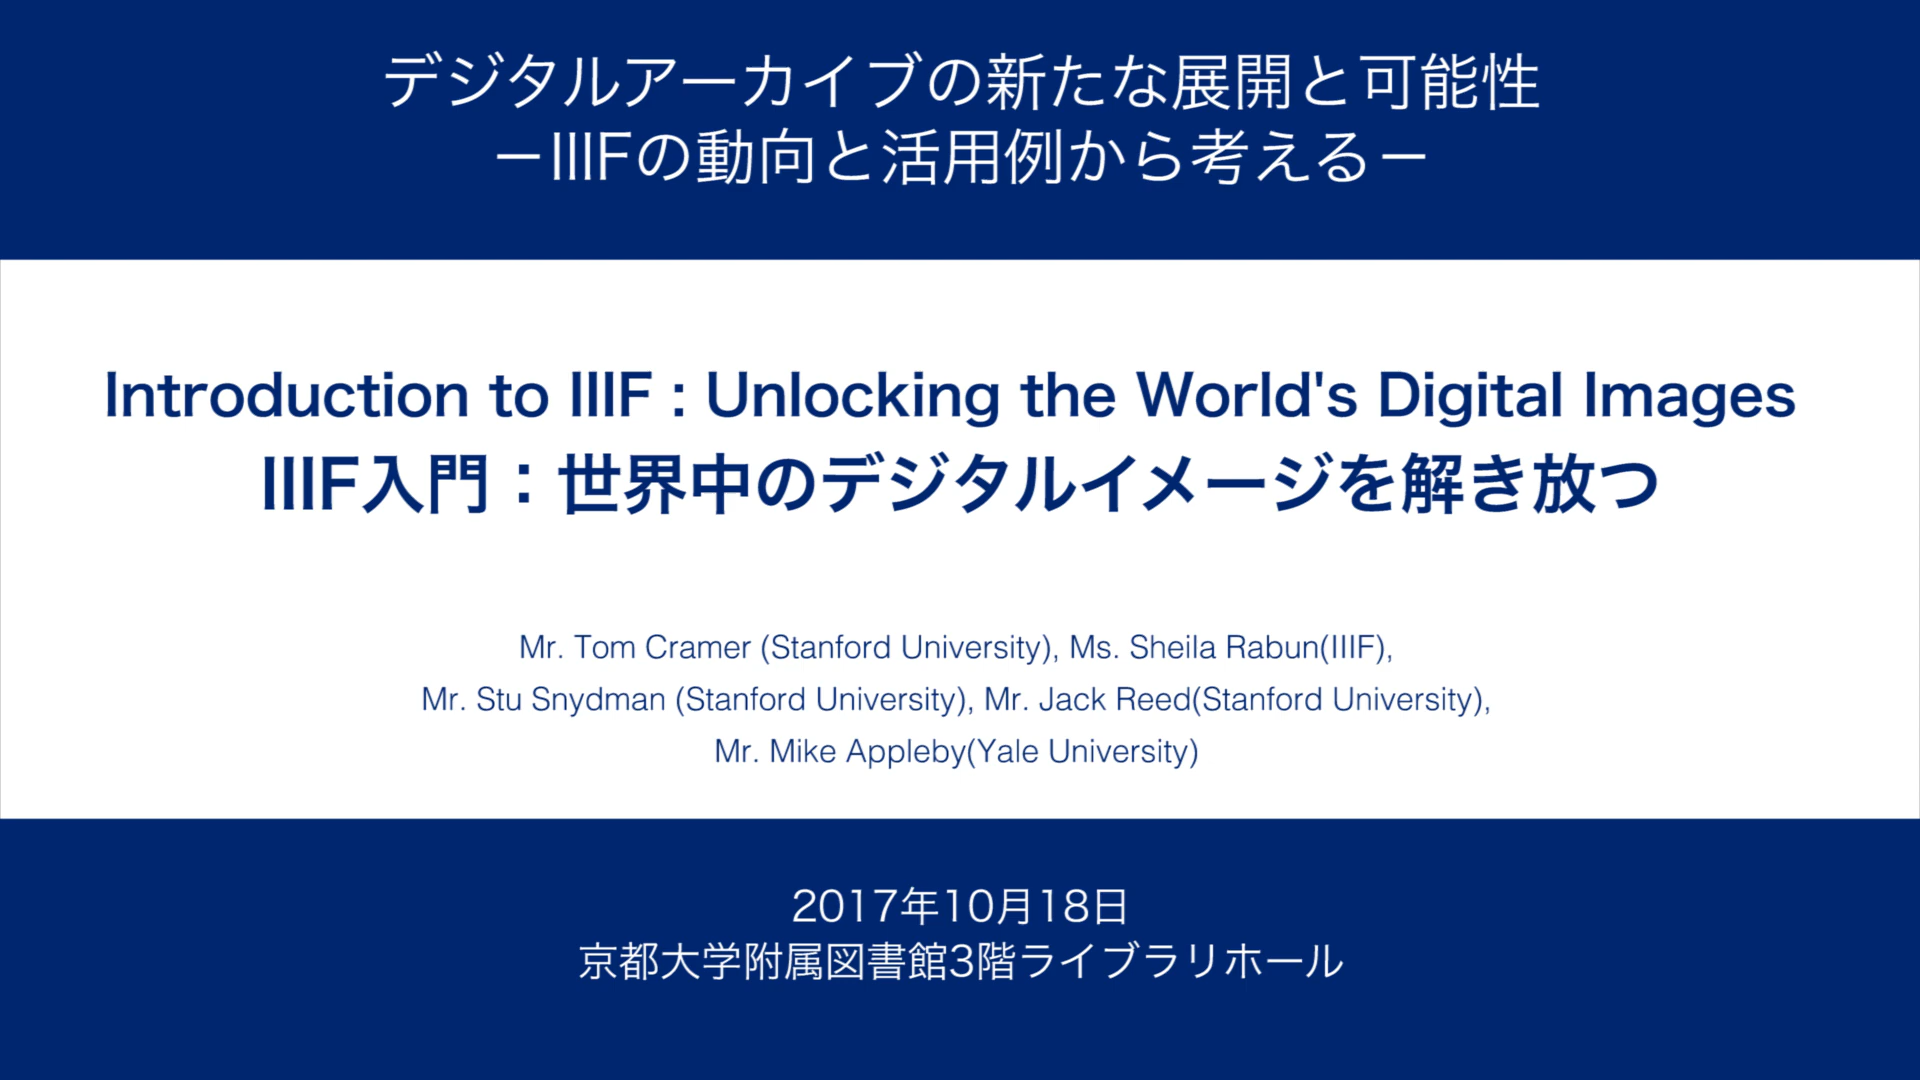 デジタルアーカイブの新たな展開と可能性
－IIIFの動向と活用例から考える－
Introduction to IIIF : Unlocking the World's Digital Images
IIIF入門：世界中のデジタルイメージを解き放つ
Mr. Tom Cramer (Stanford University), Ms. Sheila Rabun(IIIF),
Mr. Stu Snydman (Stanford University), Mr. Jack Reed(Stanford University),
Mr. Mike Appleby(Yale University)
2017年10月18日
京都大学附属図書館3階ライブラリホール